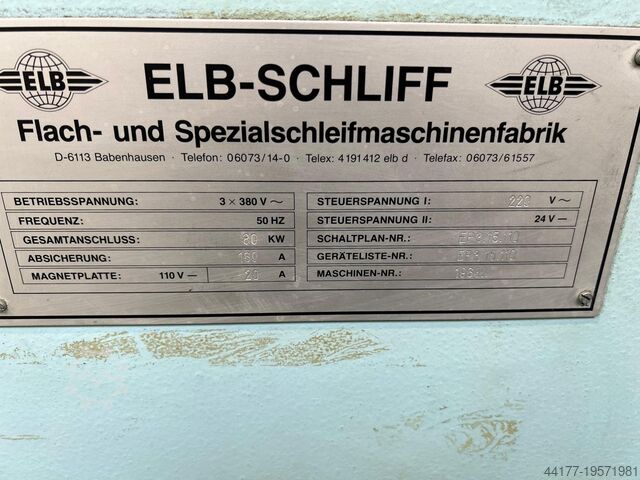 ELB
ELB-SCHLIFF
ELB
Flach- und Spezialschleifmaschinenfabrik
D-6113 Babenhausen · Telefon: 06073/14-0 · Telex: 4191412 elb d · Telefax: 06073/61557
BETRIEBSSPANNUNG: 3 × 380 V ~
FREQUENZ: 50 HZ
GESAMTANSCHLUSS: KW
ABSICHERUNG: 160 A
MAGNETPLATTE: 110 V — 20 A
STEUERSPANNUNG I: 220 V ~
STEUERSPANNUNG II: 24 V —
SCHALTPLAN-NR.:
GERÄTELISTE-NR.:
MASCHINEN-NR.:
44177-19571981